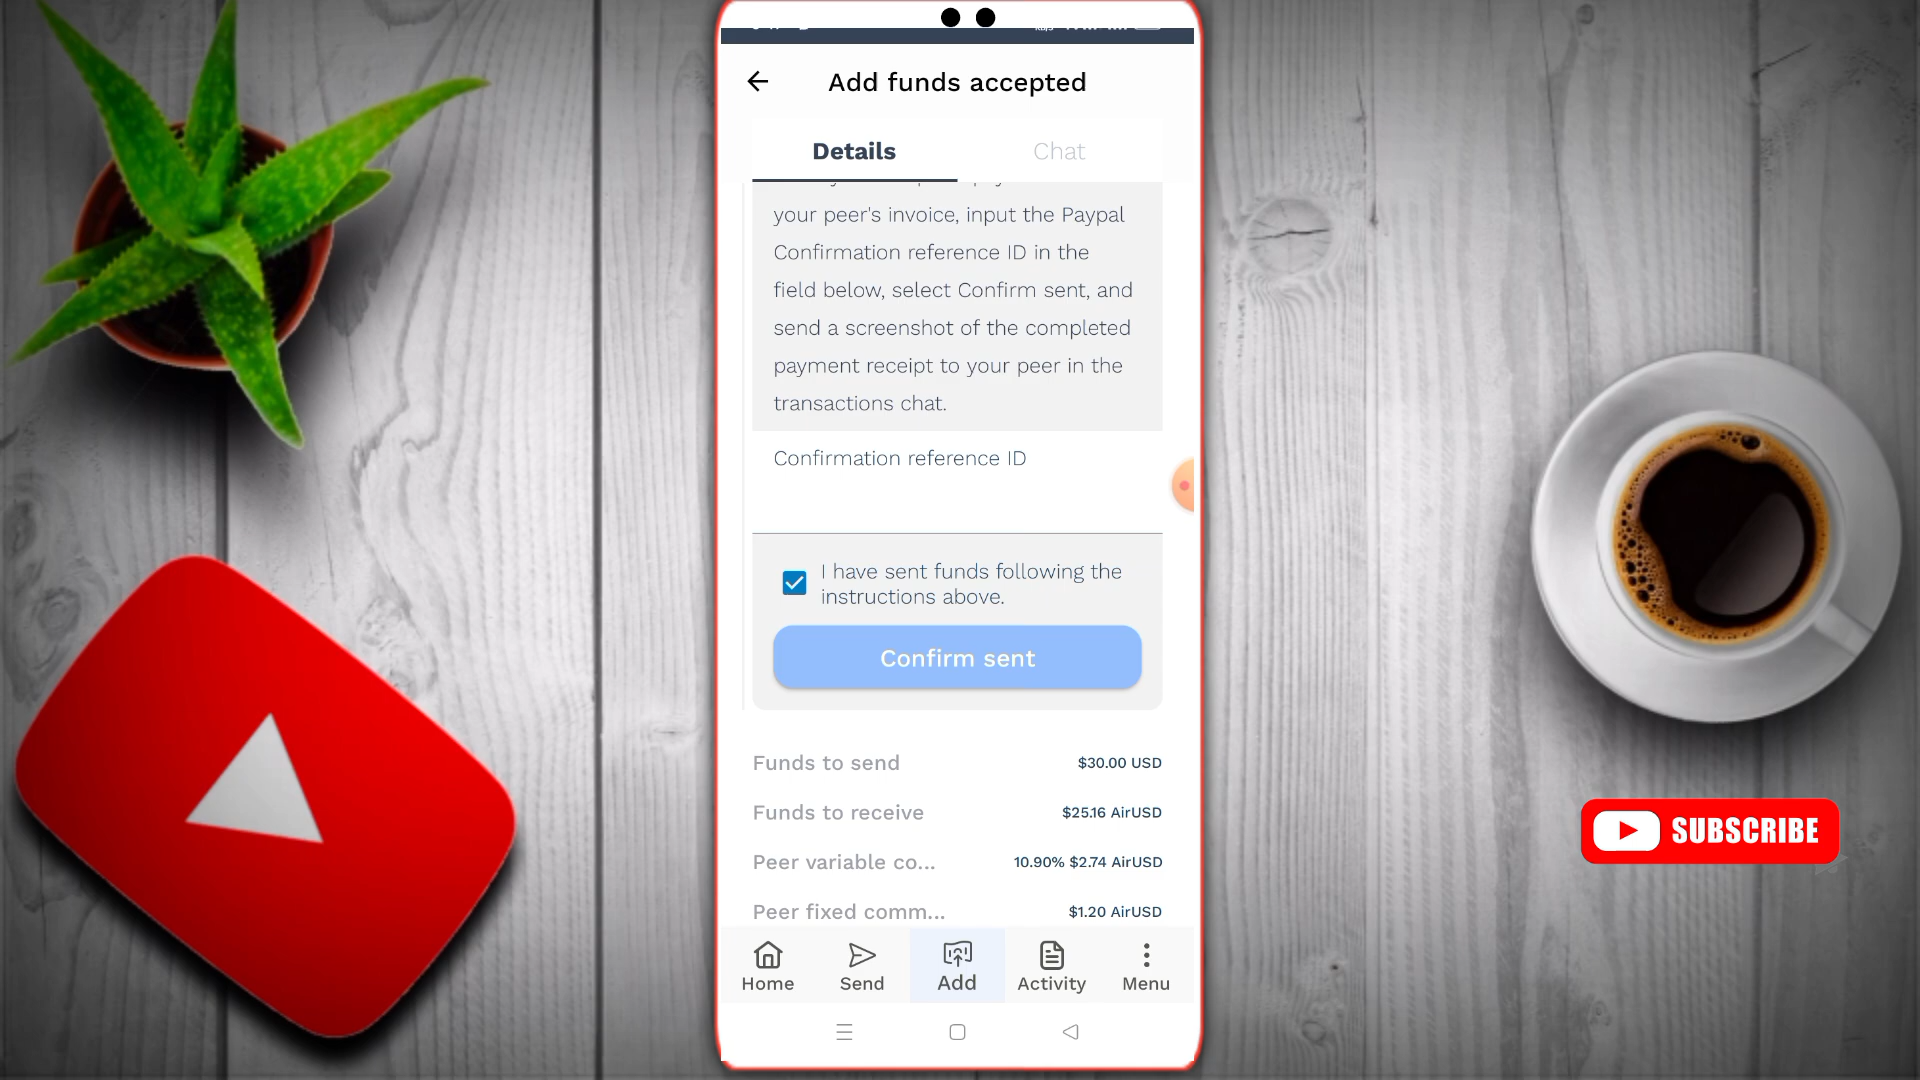 Add funds accepted
Details
Chat
your peer's invoice, input the Paypal
Confirmation reference ID in the
field below, select Confirm sent, and
send a screenshot of the completed
payment receipt to your peer in the
transactions chat.
Confirmation reference ID
I have sent funds following the
instructions above.
Confirm sent
Funds to send $30.00 USD
Funds to receive $25.16 AirUSD
Peer variable co... 10.90% $2.74 AirUSD
Peer fixed comm... $1.20 AirUSD
Home
Send
Add
Activity
Menu
SUBSCRIBE